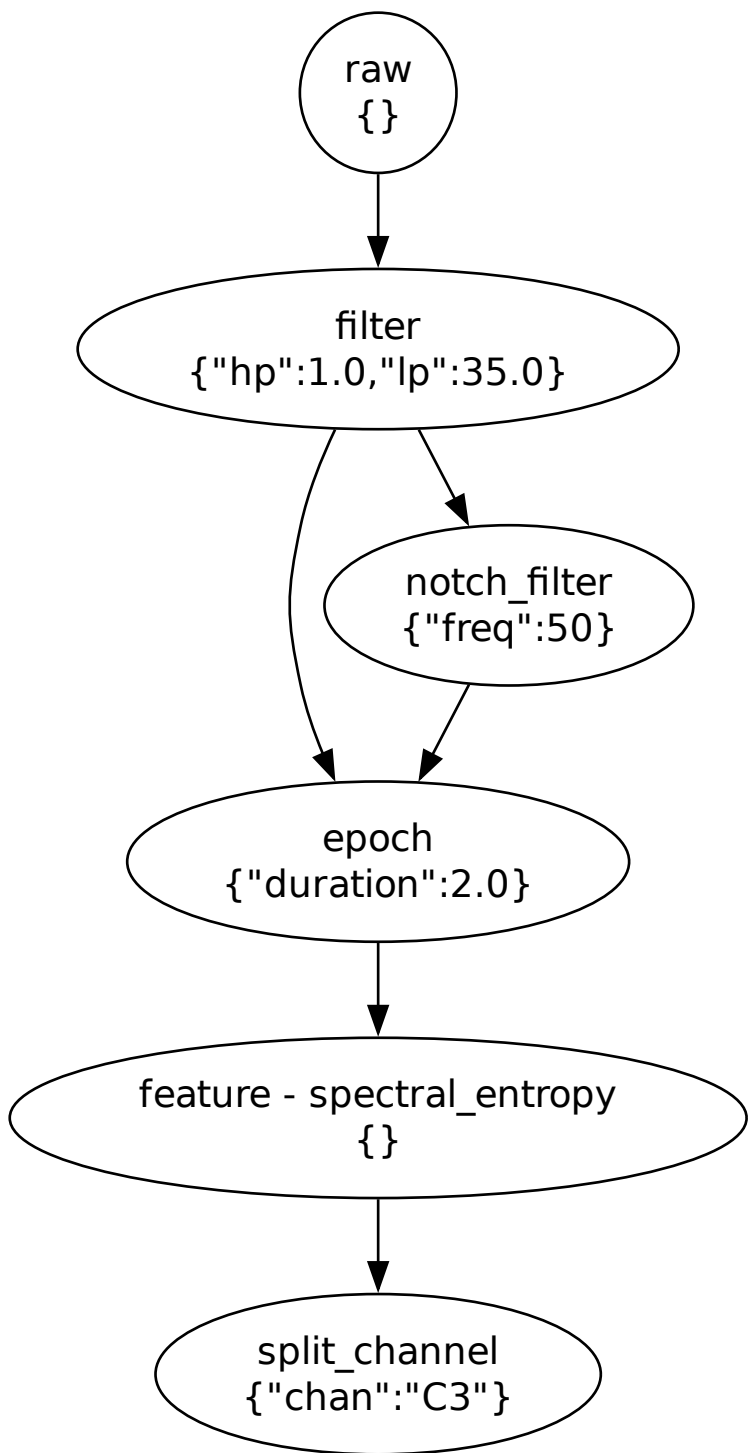 raw
{}
filter
{"hp":1.0,"lp":35.0}
notch_filter
{"freq":50}
epoch
{"duration":2.0}
feature - spectral_entropy
{}
split_channel
{"chan":"C3"}